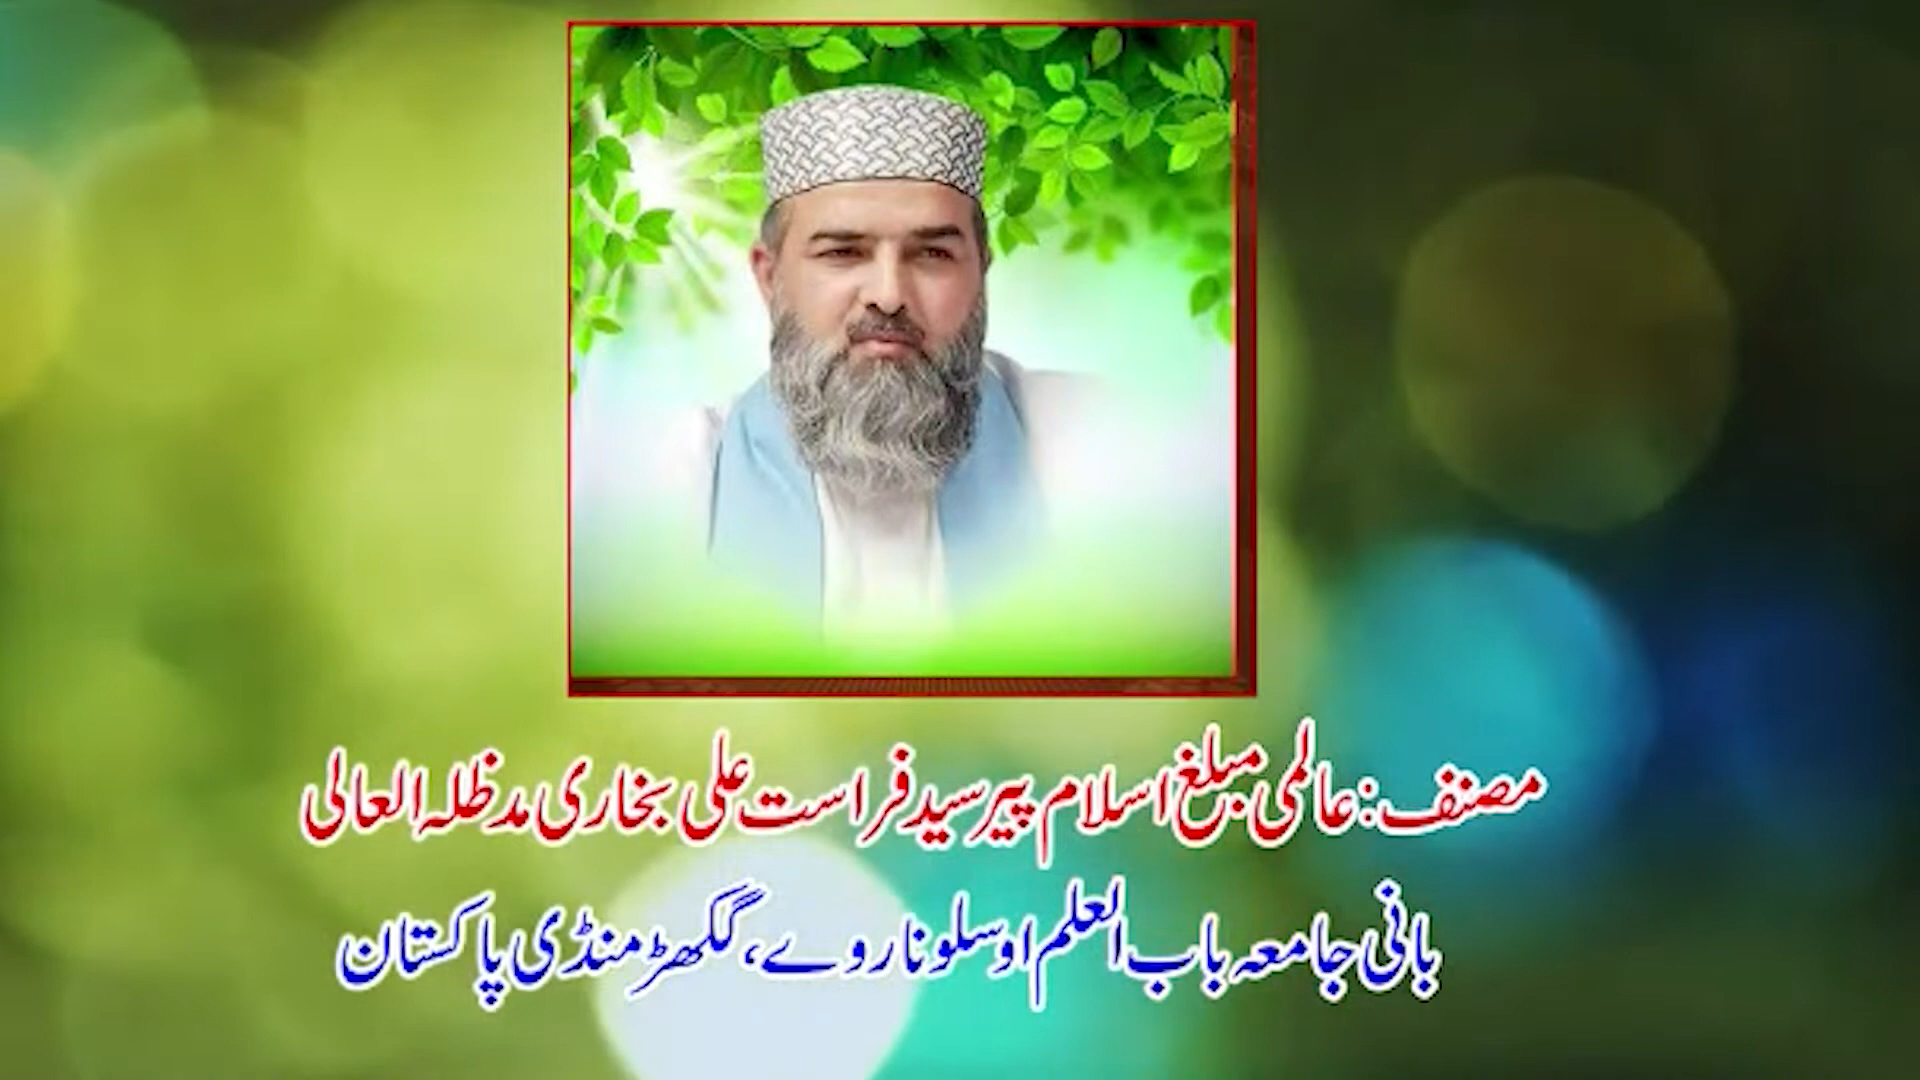 مصنف: عالمی مبلغ اسلام پیر سید فراست علی بخاری مدظلہ العالی
بانی جامعہ باب العلم اوسلو ناروے، گکھڑ منڈی پاکستان